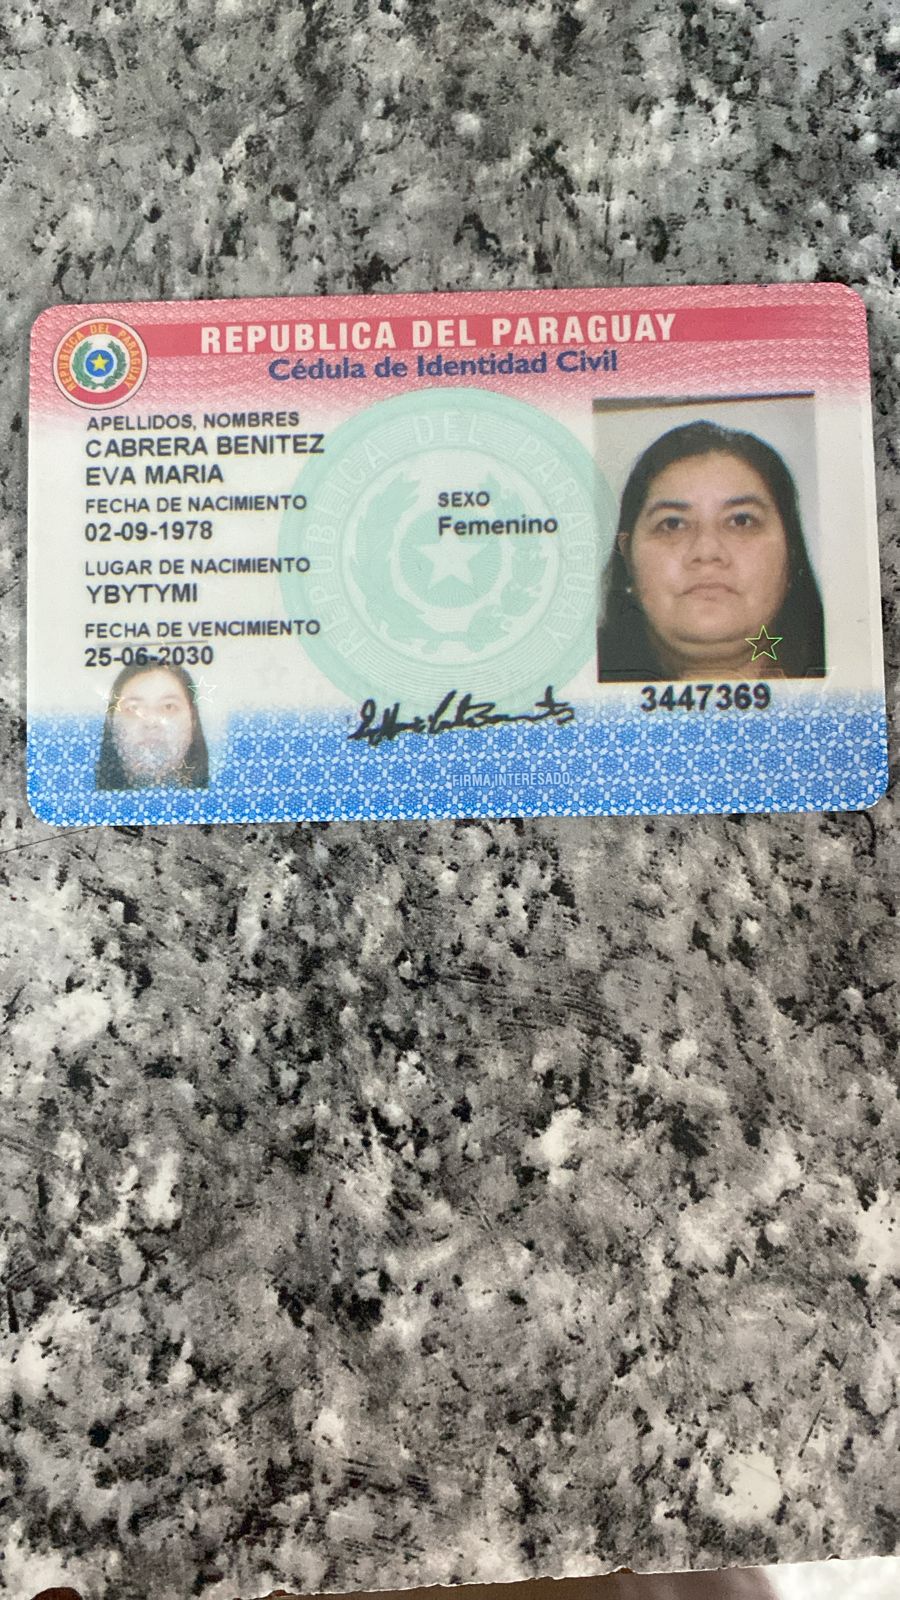 REPUBLICA DEL PARAGUAY
Cédula de Identidad Civil
REPUBLICA DEL PARAGUAY
APELLIDOS, NOMBRES
CABRERA BENITEZ
EVA MARIA
FECHA DE NACIMIENTO
02-09-1978
SEXO
Femenino
LUGAR DE NACIMIENTO
YBYTYMI
FECHA DE VENCIMIENTO
25-06-2030
REPUBLICA DEL PARAGUAY
3447369
FIRMA INTERESADO